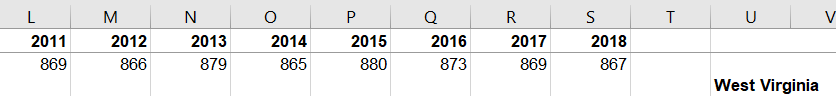 L M N O P Q R S T U V
2011 2012 2013 2014 2015 2016 2017 2018
869 866 879 865 880 873 869 867
West Virginia